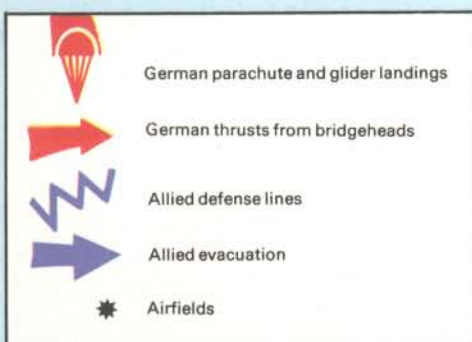 German parachute and glider landings
German thrusts from bridgeheads
Allied defense lines
Allied evacuation
Airfields